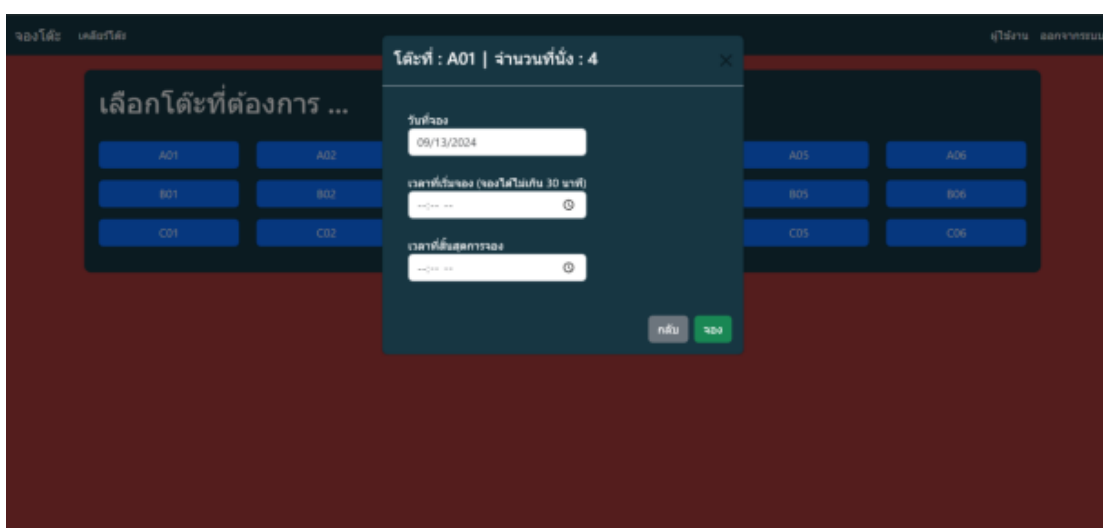 จองโต๊ะ เคลียร์โต๊ะ ผู้ใช้งาน ออกจากระบบ
โต๊ะที่ : A01 | จำนวนที่นั่ง : 4
เลือกโต๊ะที่ต้องการ ...
วันที่จอง
09/13/2024
A01 A02 A05 A06
เวลาที่เริ่มจอง (จองได้ไม่เกิน 30 นาที)
B01 B02 B05 B06
--:-- --
C01 C02 C05 C06
เวลาที่สิ้นสุดการจอง
--:-- --
กลับ จอง